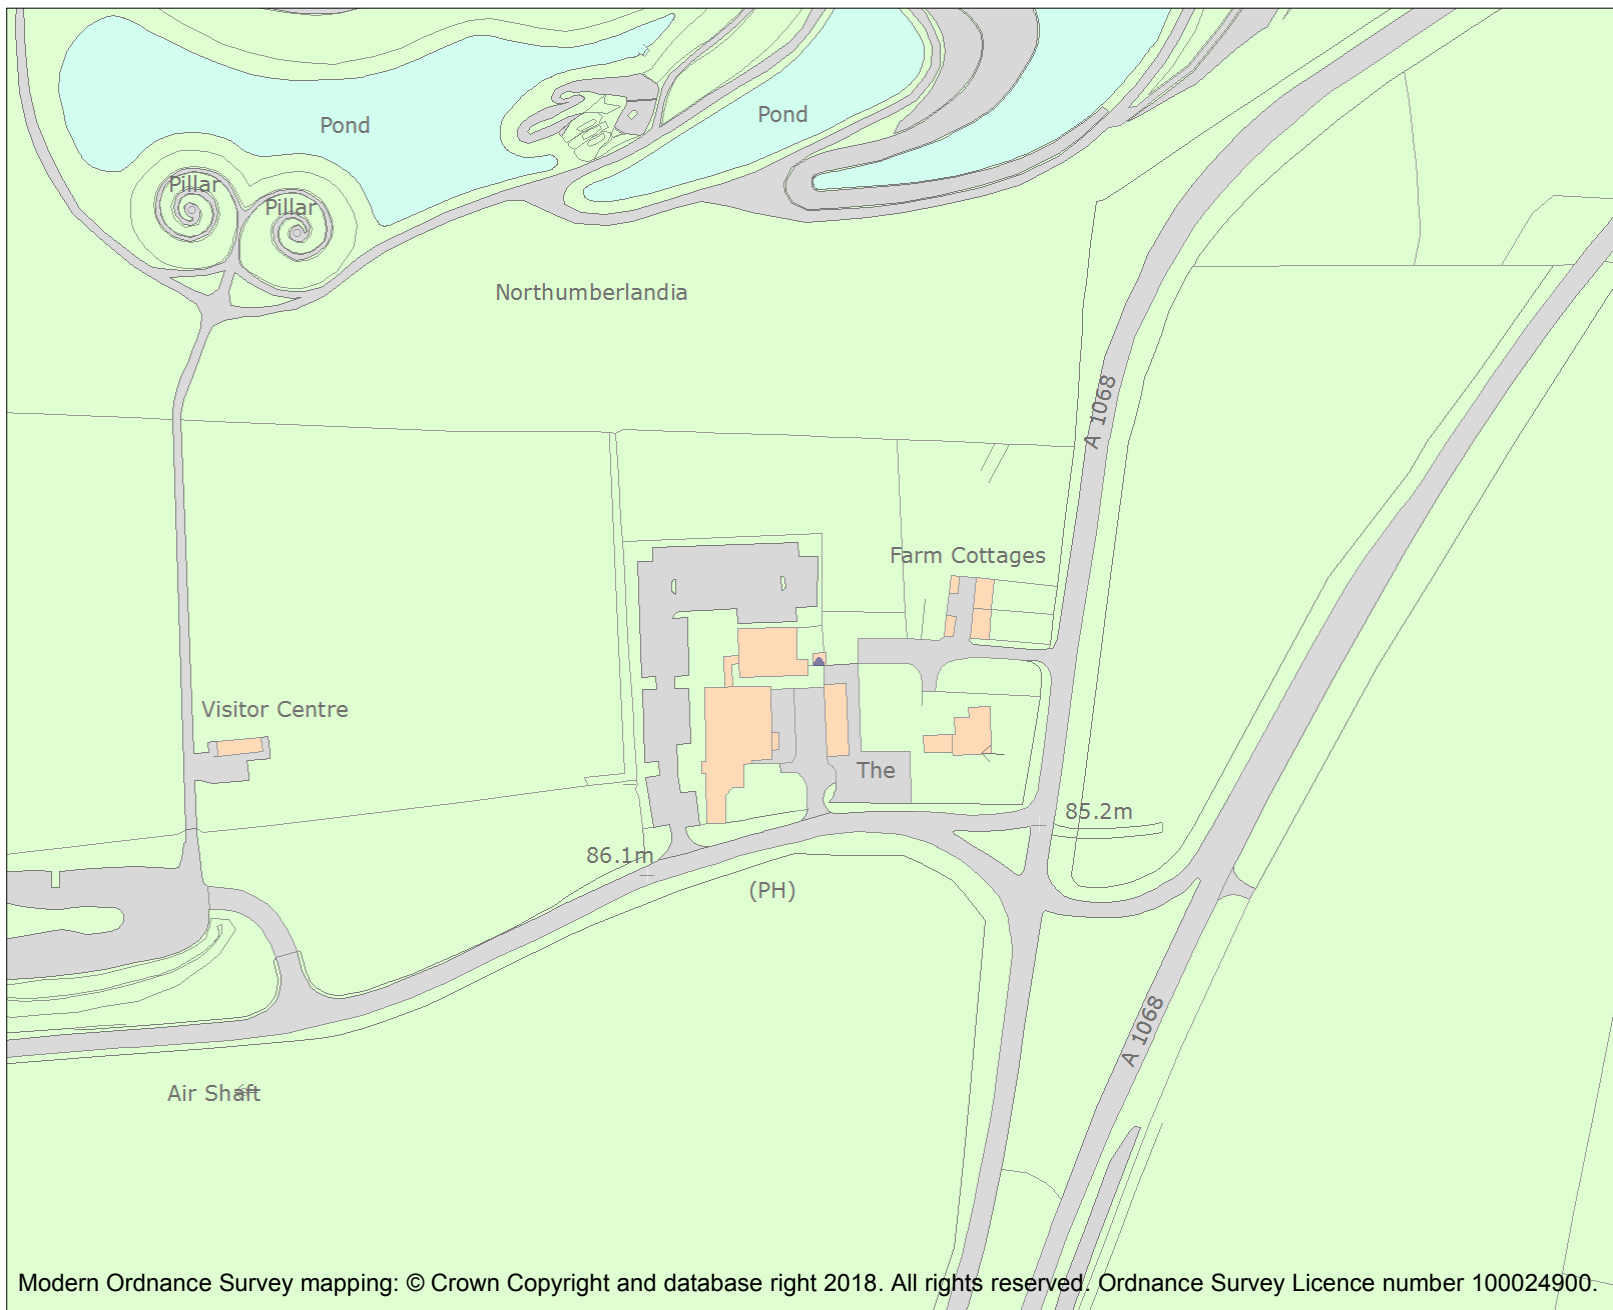 Pond
Pond
Pillar
Pillar
Northumberlandia
A 1068
Farm Cottages
Visitor Centre
The
85.2m
86.1m
(PH)
A 1068
Air Shaft
Modern Ordnance Survey mapping: © Crown Copyright and database right 2018. All rights reserved. Ordnance Survey Licence number 100024900.